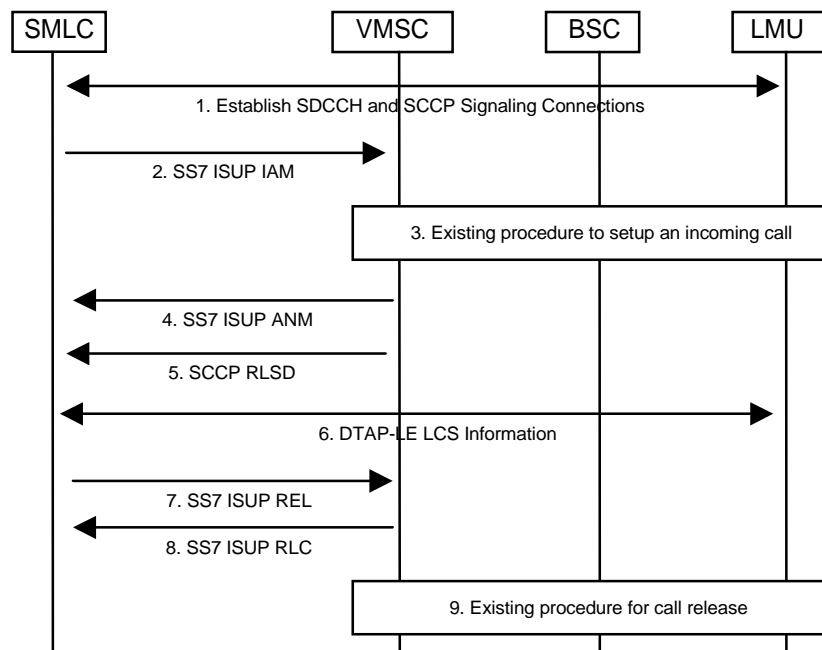 SMLC VMSC BSC LMU
1. Establish SDCCH and SCCP Signaling Connections
2. SS7 ISUP IAM
3. Existing procedure to setup an incoming call
4. SS7 ISUP ANM
5. SCCP RLSD
6. DTAP-LE LCS Information
7. SS7 ISUP REL
8. SS7 ISUP RLC
9. Existing procedure for call release